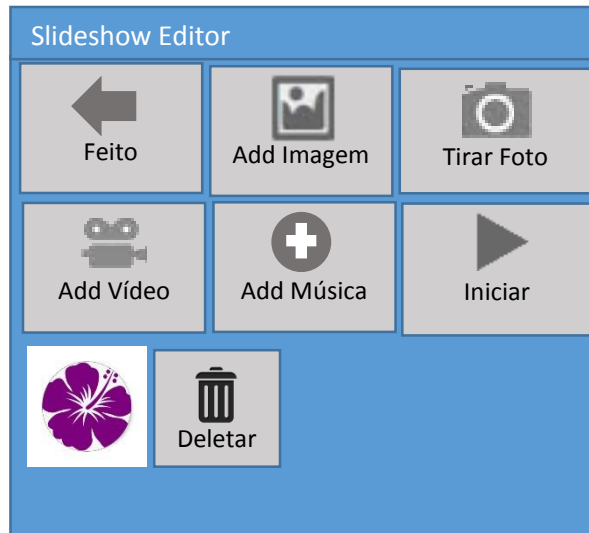 Slideshow Editor
Feito
Add Imagem
Tirar Foto
Add Vídeo
Add Música
Iniciar
Deletar